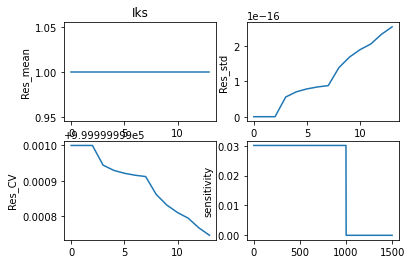 Iks
1.05
1.00
0.95
Res_mean
0 5 10
1e−16
2
1
0
Res_std
0 5 10
+9.99999999e5
0.0010
0.0009
0.0008
Res_CV
0 5 10
0.03
0.02
0.01
0.00
sensitivity
0 500 1000 1500